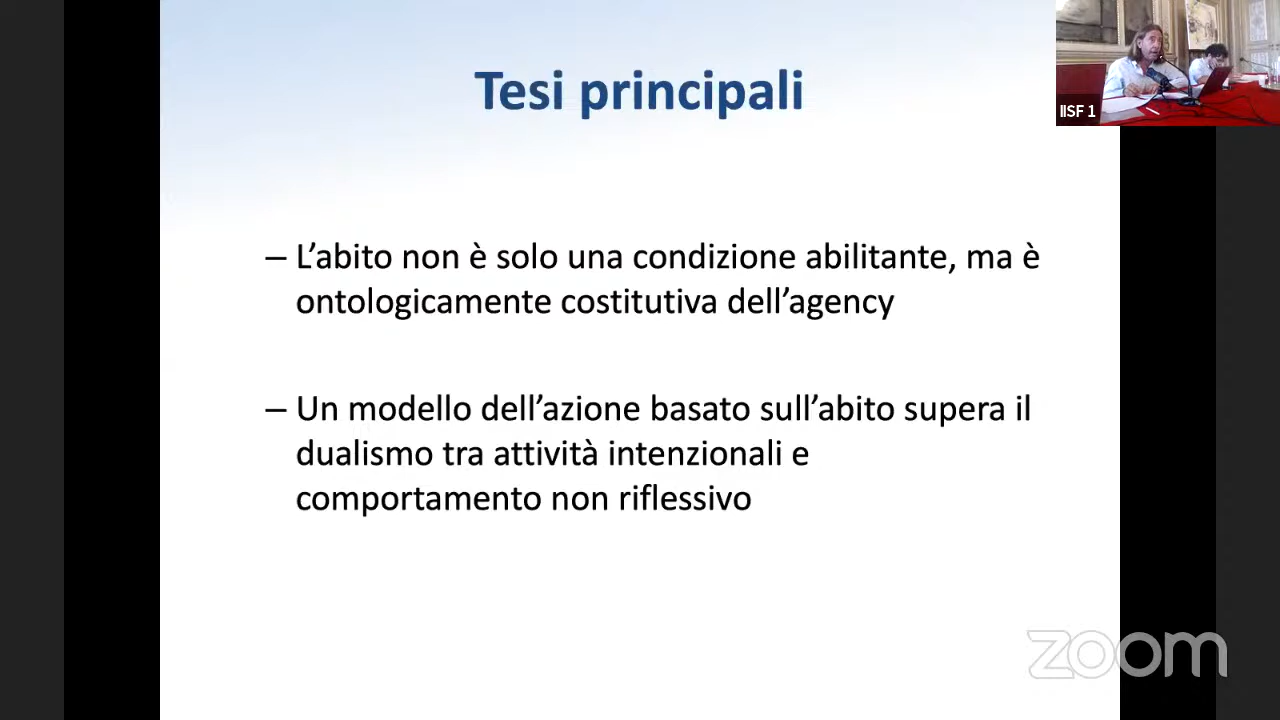 Tesi principali
IISF 1
– L’abito non è solo una condizione abilitante, ma è
ontologicamente costitutiva dell’agency
– Un modello dell’azione basato sull’abito supera il
dualismo tra attività intenzionali e
comportamento non riflessivo
zoom